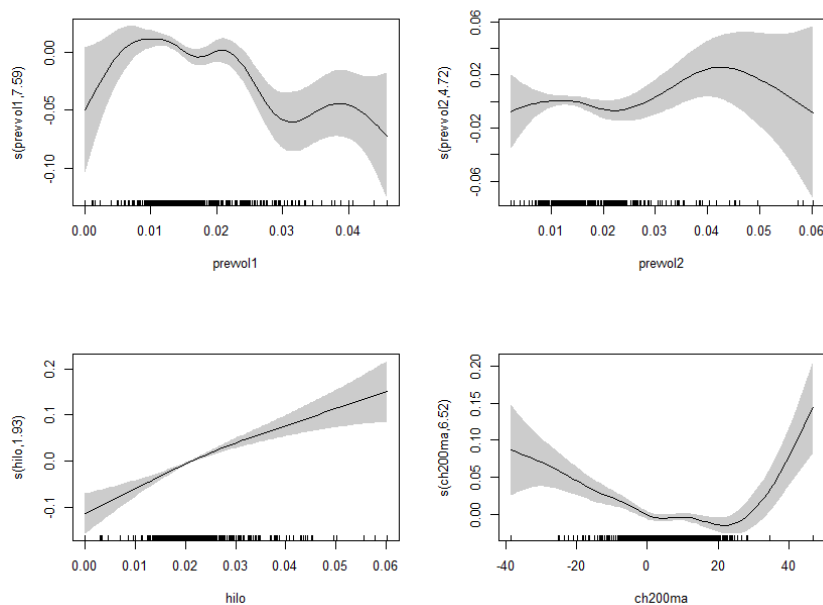 s(prevvol1,7.59)
0.00
-0.05
-0.10
0.00 0.01 0.02 0.03 0.04
prevvol1
s(prevvol2,4.72)
0.06
0.02
-0.02
-0.06
0.01 0.02 0.03 0.04 0.05 0.06
prevvol2
s(hilo,1.93)
0.2
0.1
0.0
-0.1
0.00 0.01 0.02 0.03 0.04 0.05 0.06
hilo
s(ch200ma,6.52)
0.20
0.15
0.10
0.05
0.00
-40 -20 0 20 40
ch200ma